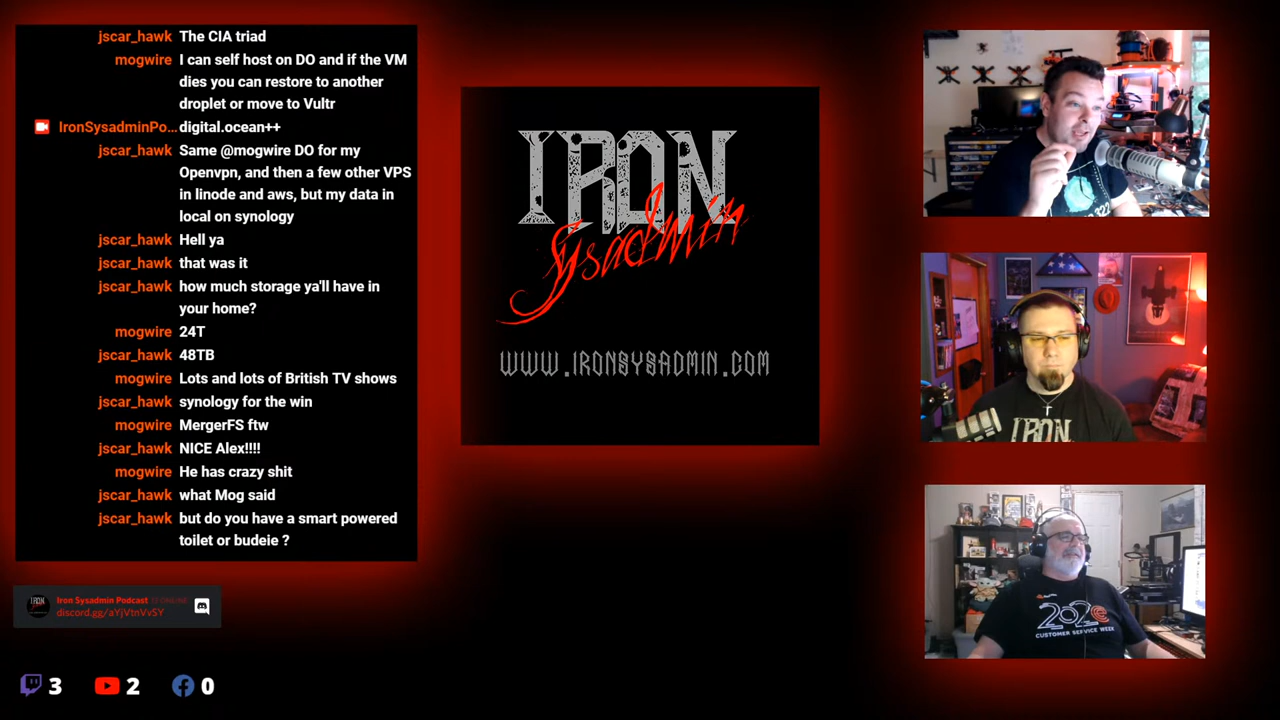 jscar_hawk The CIA triad
mogwire I can self host on DO and if the VM
dies you can restore to another
droplet or move to Vultr
IronSysadminPo... digital.ocean++
jscar_hawk Same @mogwire DO for my
Openvpn, and then a few other VPS
in linode and aws, but my data in
local on synology
jscar_hawk Hell ya
jscar_hawk that was it
jscar_hawk how much storage ya'll have in
your home?
mogwire 24T
jscar_hawk 48TB
mogwire Lots and lots of British TV shows
jscar_hawk synology for the win
mogwire MergerFS ftw
jscar_hawk NICE Alex!!!!
mogwire He has crazy shit
jscar_hawk what Mog said
jscar_hawk but do you have a smart powered
toilet or budeie ?
Iron Sysadmin Podcast
discord.gg/aYjVtnVvSY
3 2 0
IRON
Sysadmin
WWW.IRONSYSADMIN.COM
IRON
2020
CUSTOMER SERVICE WEEK